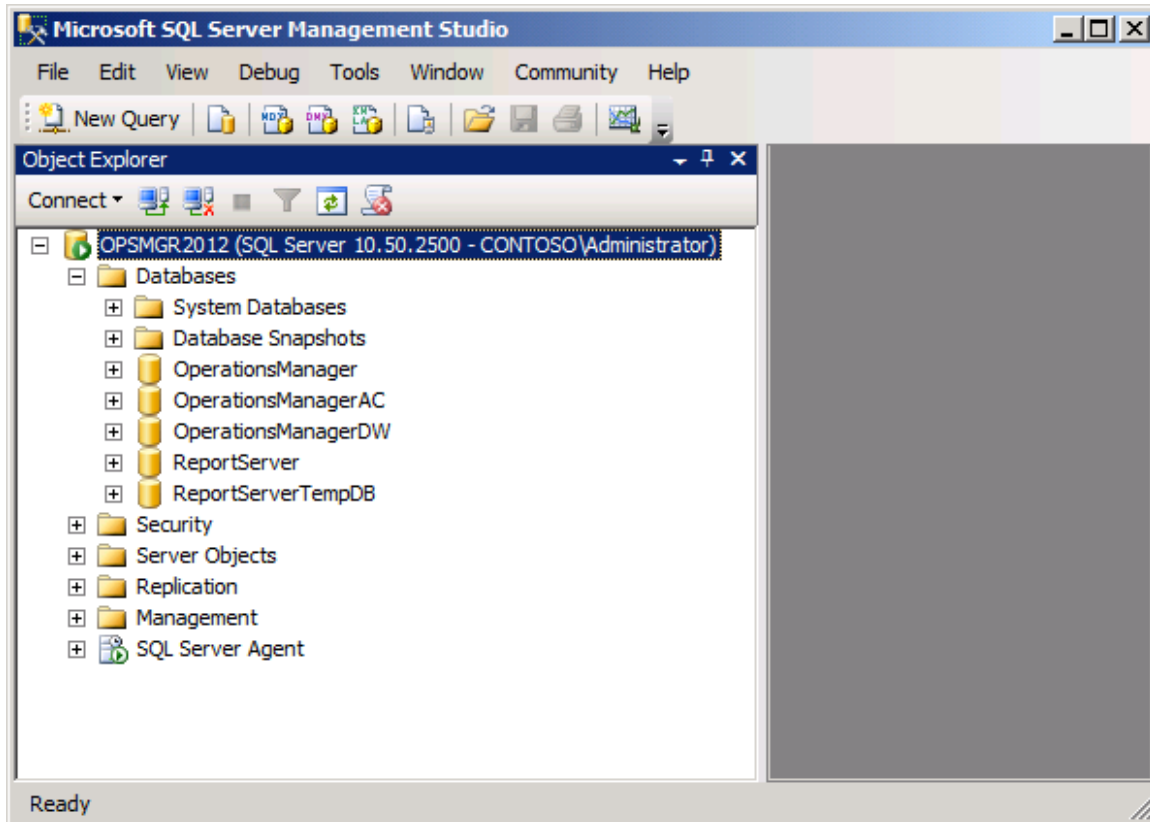 Microsoft SQL Server Management Studio
File Edit View Debug Tools Window Community Help
New Query
Object Explorer
Connect
OPSMGR2012 (SQL Server 10.50.2500 - CONTOSO\Administrator)
Databases
System Databases
Database Snapshots
OperationsManager
OperationsManagerAC
OperationsManagerDW
ReportServer
ReportServerTempDB
Security
Server Objects
Replication
Management
SQL Server Agent
Ready